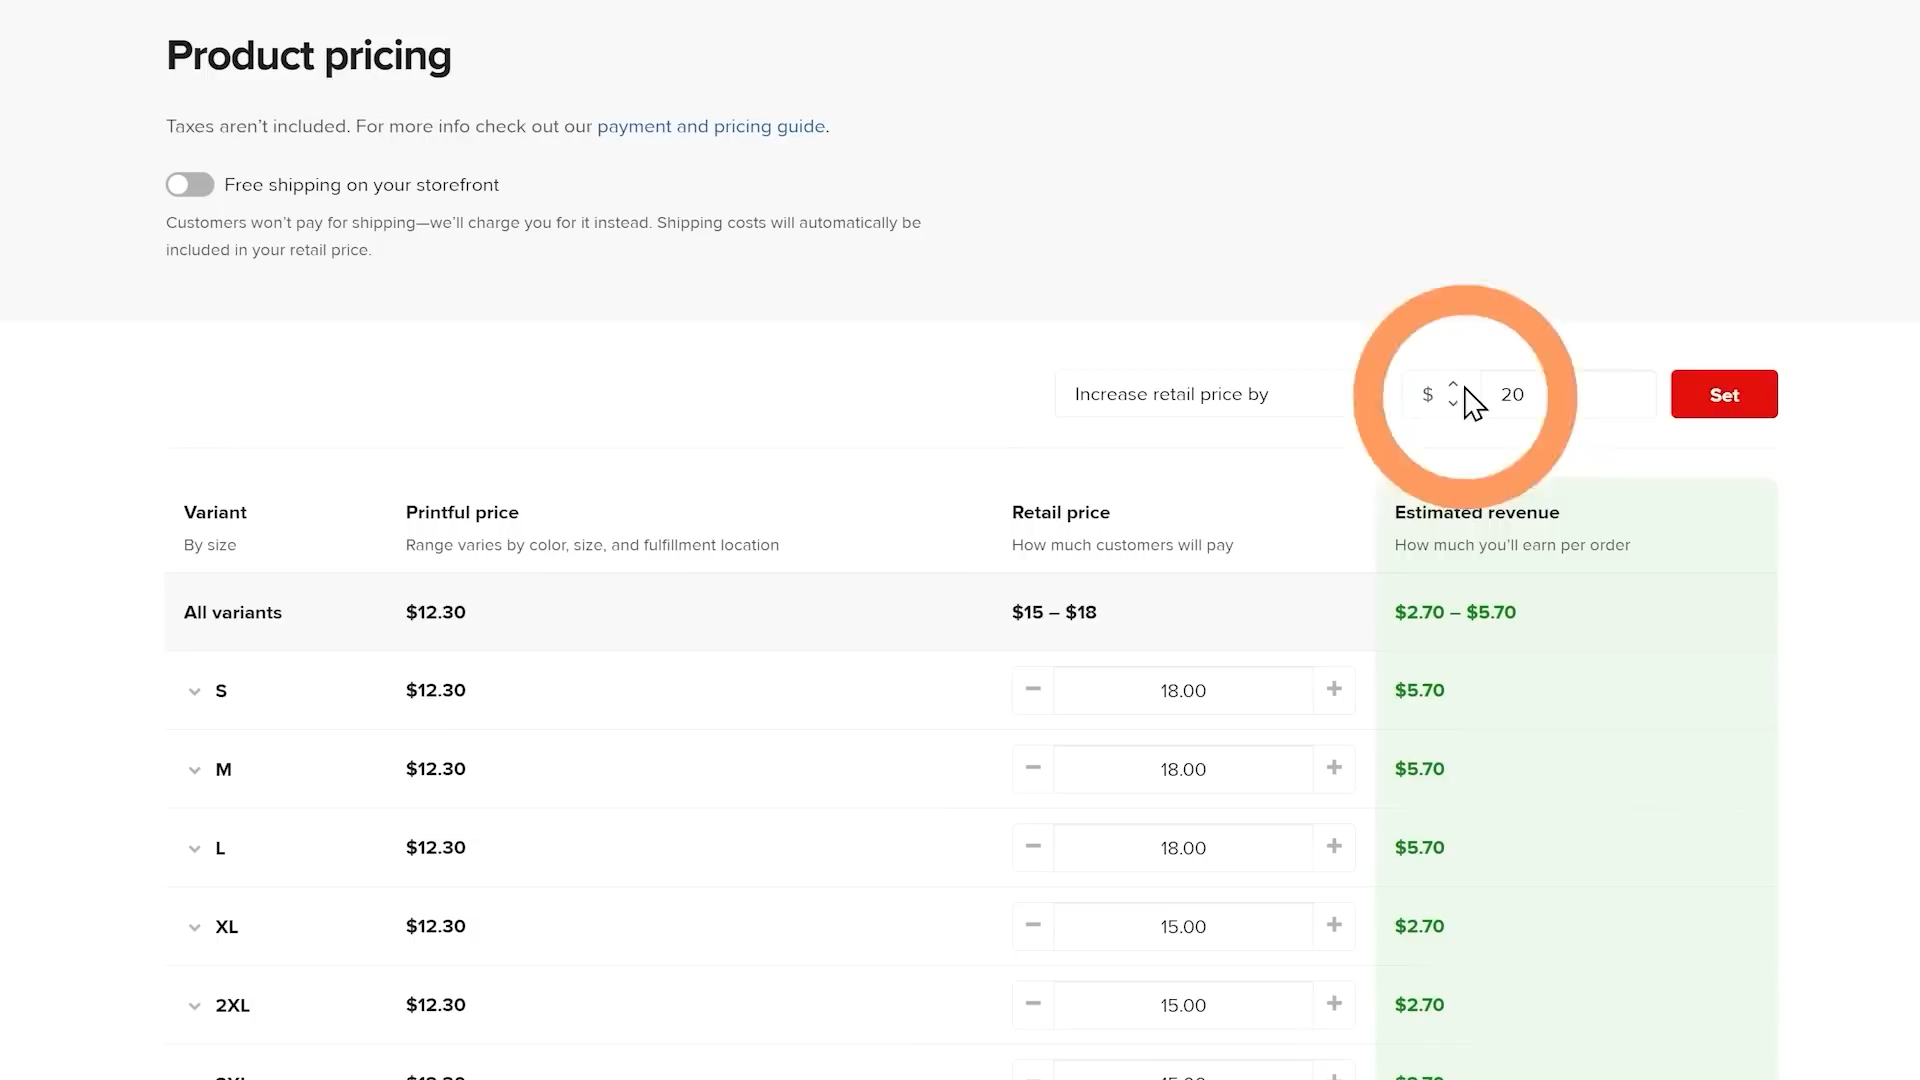 Product pricing
Taxes aren’t included. For more info check out our payment and pricing guide.
Free shipping on your storefront
Customers won’t pay for shipping—we’ll charge you for it instead. Shipping costs will automatically be
included in your retail price.
Increase retail price by $ 20 Set
Variant Printful price Retail price Estimated revenue
By size Range varies by color, size, and fulfillment location How much customers will pay How much you’ll earn per order
All variants $12.30 $15 – $18 $2.70 – $5.70
S $12.30 18.00 $5.70
M $12.30 18.00 $5.70
L $12.30 18.00 $5.70
XL $12.30 15.00 $2.70
2XL $12.30 15.00 $2.70